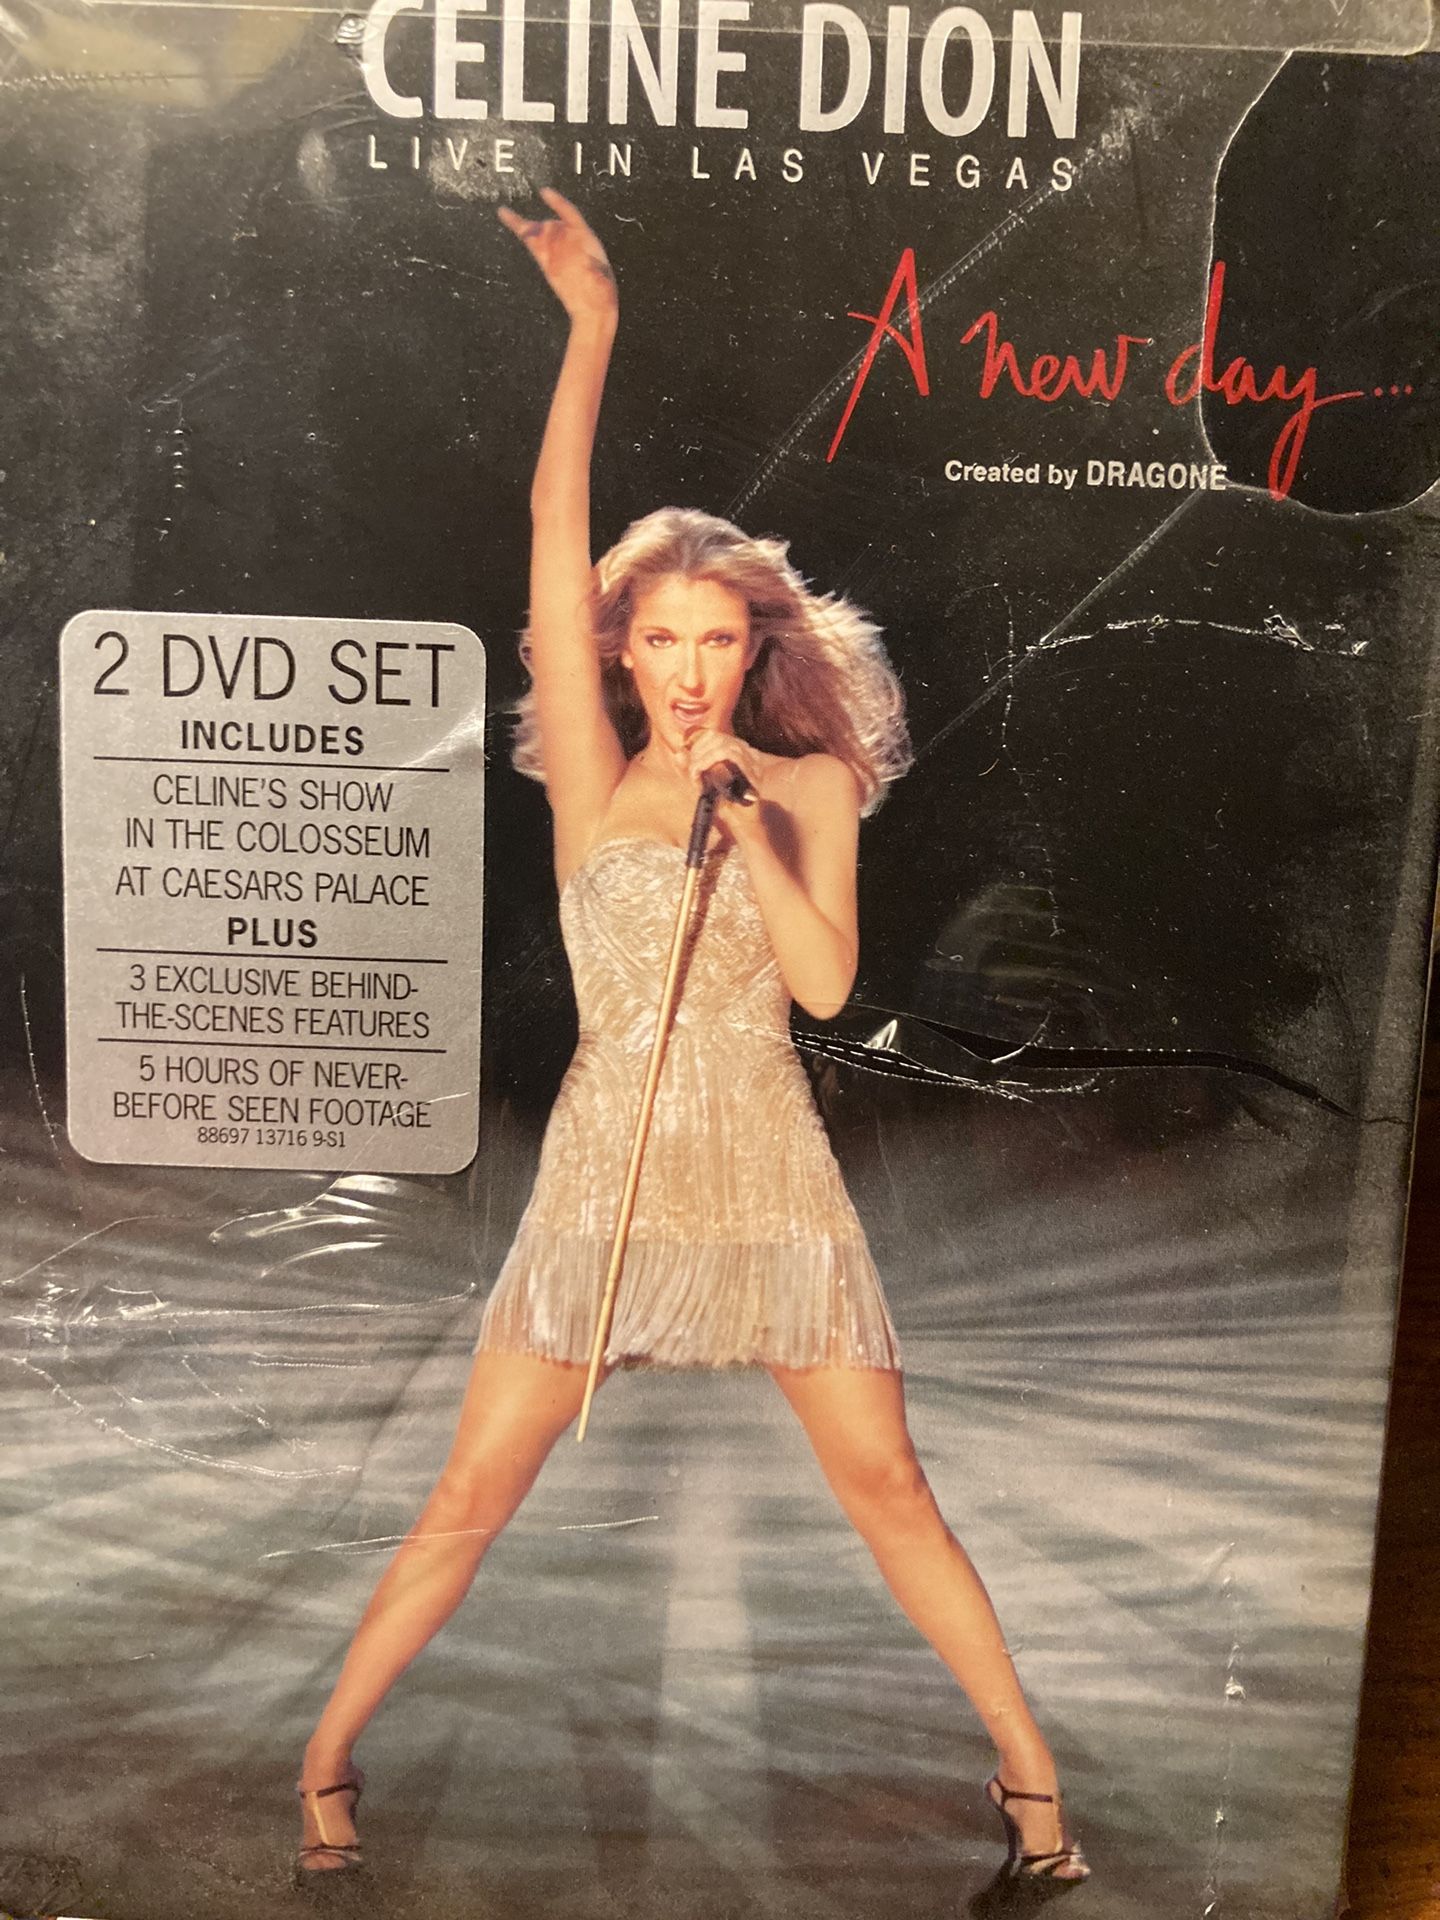 CELINE DION
LIVE IN LAS VEGAS
A new day...
Created by DRAGONE
2 DVD SET
INCLUDES
CELINE'S SHOW
IN THE COLOSSEUM
AT CAESARS PALACE
PLUS
3 EXCLUSIVE BEHIND-
THE-SCENES FEATURES
5 HOURS OF NEVER-
BEFORE SEEN FOOTAGE
88697 13716 9-S1